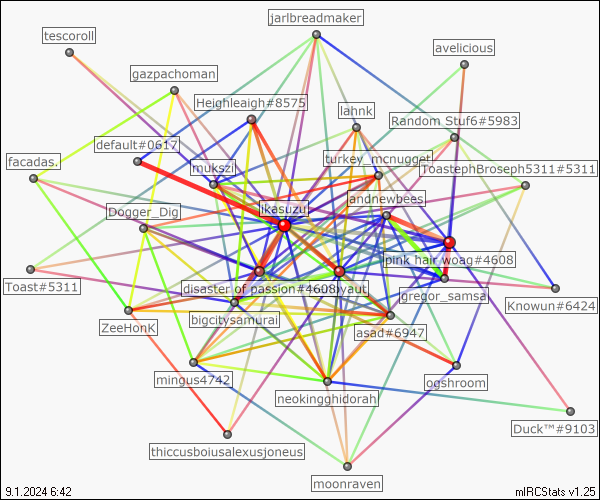 jarlbreadmaker
tescoroll
avelicious
gazpachoman
Heighleaigh#8575
lahnk
Random Stuf6#5983
default#0617
turkey_mcnugget
facadas.
mukszi
ToastephBroseph5311#5311
andnewbees
ikasuzu
Dogger_Dig
pink hair woag#4608
Toast#5311
disaster of passion#4608
yaut
gregor_samsa
Knowun#6424
bigcitysamurai
ZeeHonK
asad#6947
mingus4742
ogshroom
neokingghidorah
Duck™#9103
thiccusboiusalexusjoneus
moonraven
9.1.2024 6:42
mIRCStats v1.25